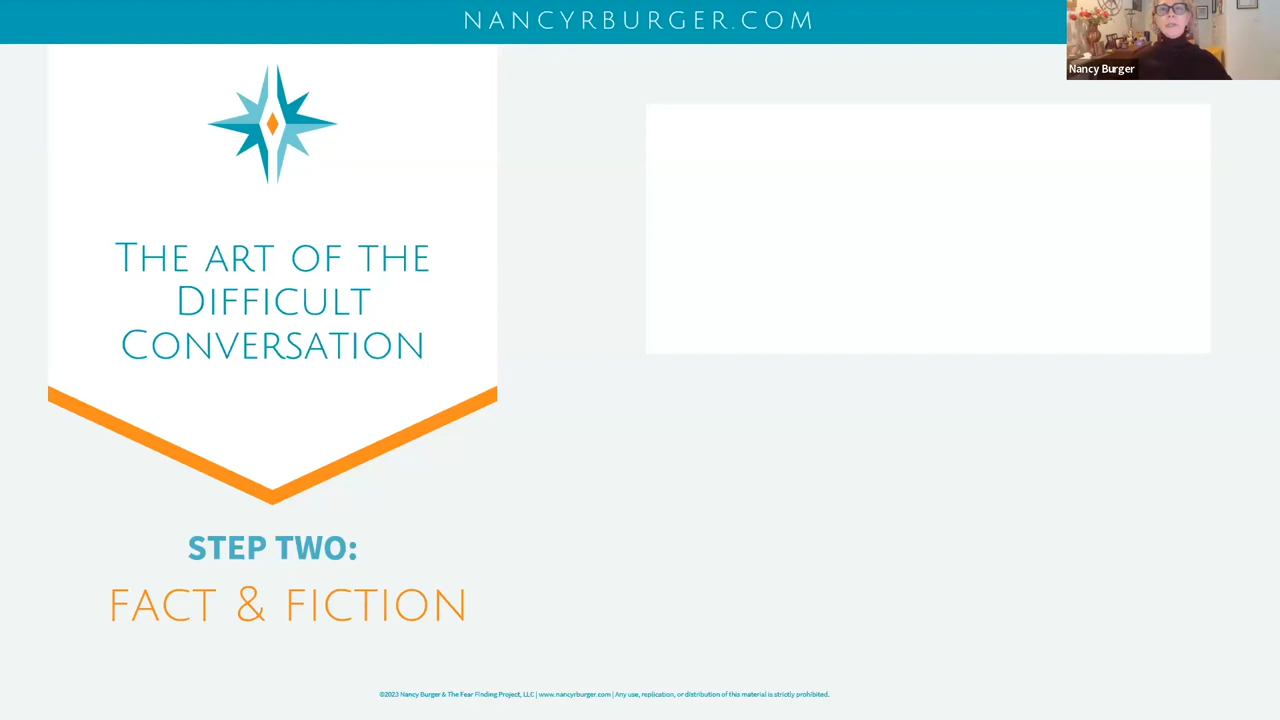 NANCYRBURGER.COM
Nancy Burger
THE ART OF THE
DIFFICULT
CONVERSATION
STEP TWO:
FACT & FICTION
©2023 Nancy Burger & The Fear Finding Project, LLC | www.nancyrburger.com | Any use, replication, or distribution of this material is strictly prohibited.